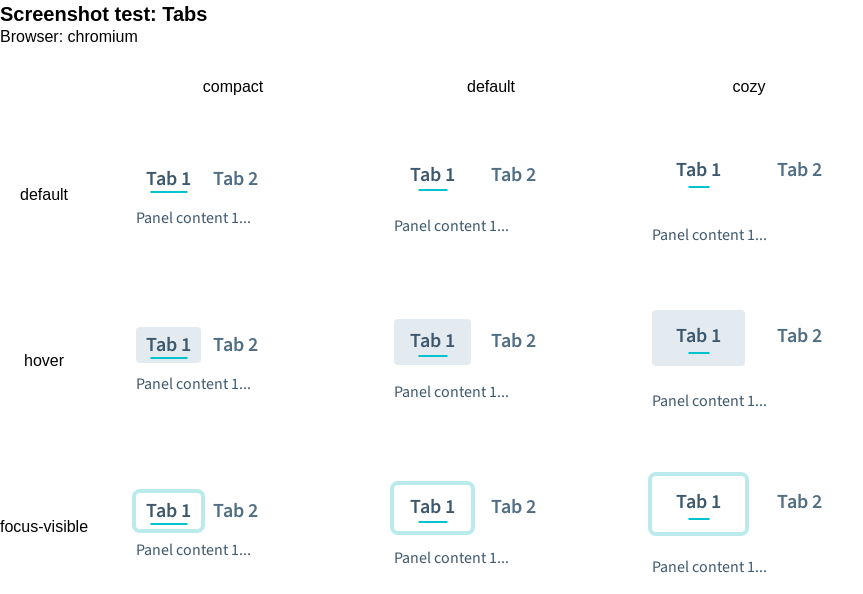 Screenshot test: Tabs
Browser: chromium
compact default cozy
default
Tab 1 Tab 2 Tab 1 Tab 2 Tab 1 Tab 2
Panel content 1... Panel content 1... Panel content 1...
hover
Tab 1 Tab 2 Tab 1 Tab 2 Tab 1 Tab 2
Panel content 1... Panel content 1... Panel content 1...
focus-visible
Tab 1 Tab 2 Tab 1 Tab 2 Tab 1 Tab 2
Panel content 1... Panel content 1... Panel content 1...